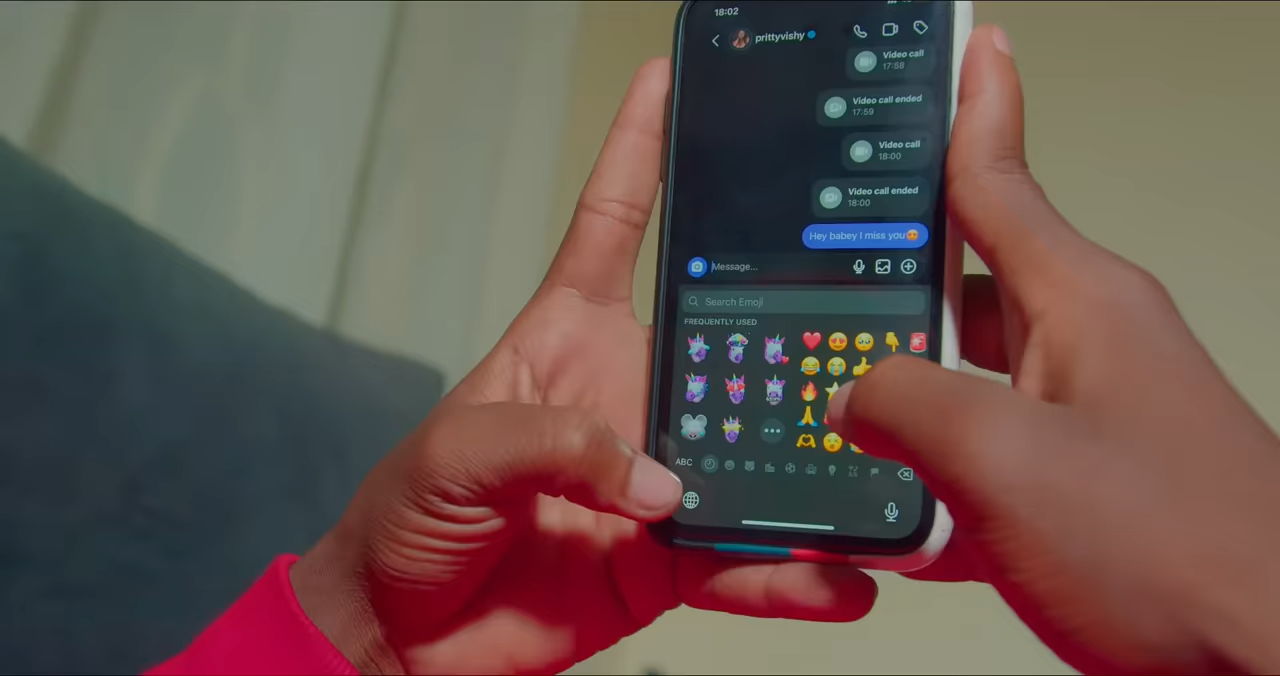 18:02
prittyvishy
Video call
17:58
Video call ended
17:59
Video call
18:00
Video call ended
18:00
Hey babey I miss you😍
Message...
Search Emoji
FREQUENTLY USED
ABC